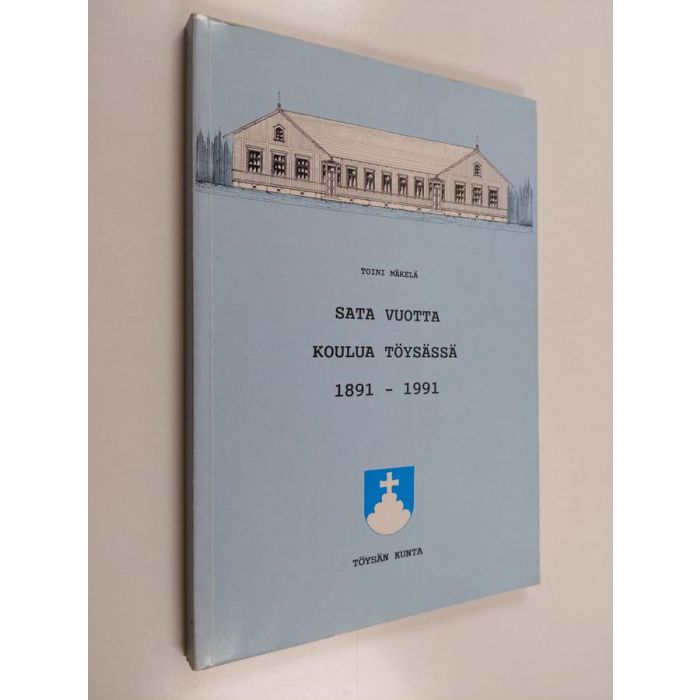 TOINI MÄKELÄ
SATA VUOTTA
KOULUA TÖYSÄSSÄ
1891 - 1991
TÖYSÄN KUNTA